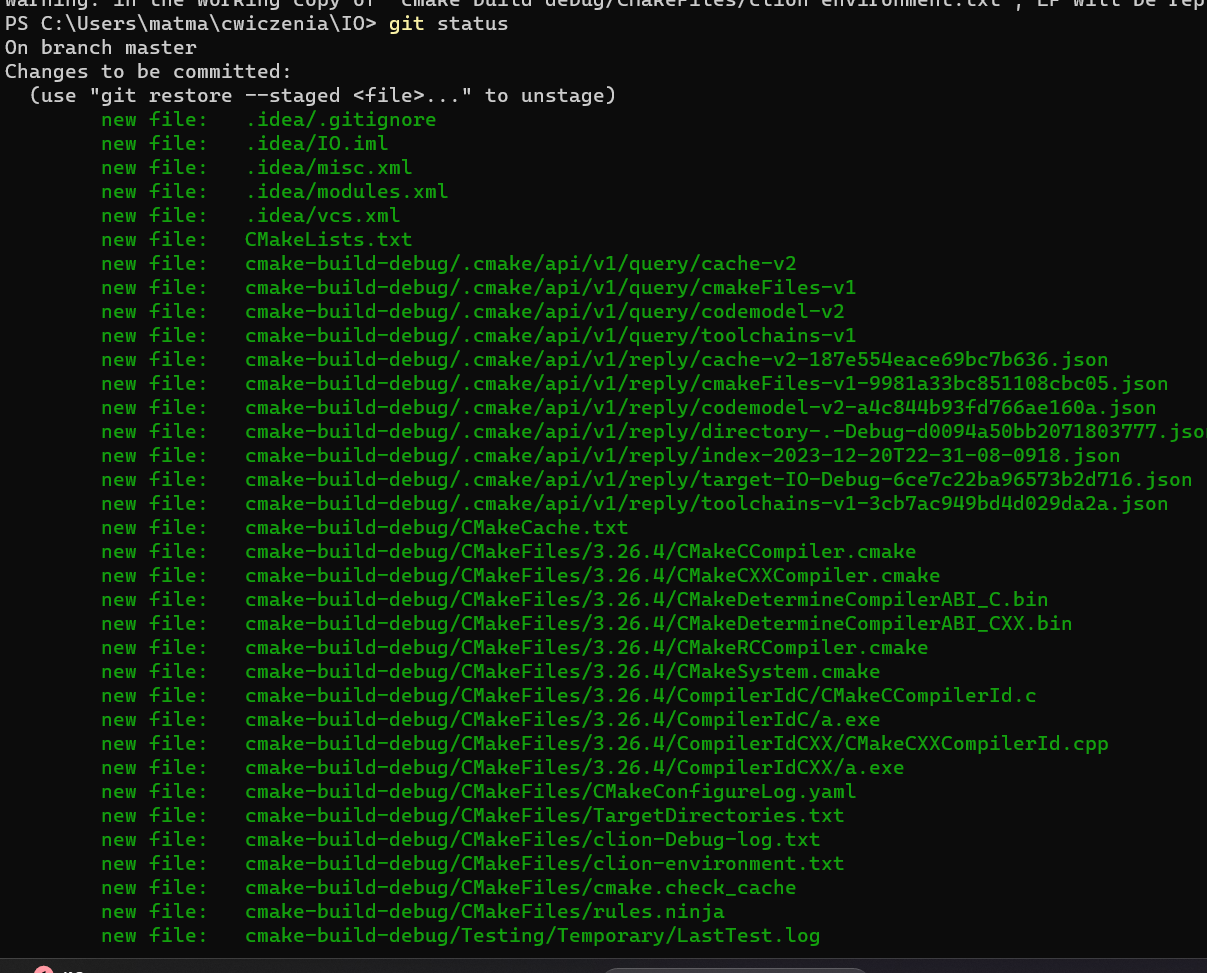 warning: in the working copy of 'cmake-build-debug/CMakeFiles/clion-environment.txt', LF will be rep
PS C:\Users\matma\cwiczenia\IO> git status
On branch master
Changes to be committed:
  (use "git restore --staged <file>..." to unstage)
        new file:   .idea/.gitignore
        new file:   .idea/IO.iml
        new file:   .idea/misc.xml
        new file:   .idea/modules.xml
        new file:   .idea/vcs.xml
        new file:   CMakeLists.txt
        new file:   cmake-build-debug/.cmake/api/v1/query/cache-v2
        new file:   cmake-build-debug/.cmake/api/v1/query/cmakeFiles-v1
        new file:   cmake-build-debug/.cmake/api/v1/query/codemodel-v2
        new file:   cmake-build-debug/.cmake/api/v1/query/toolchains-v1
        new file:   cmake-build-debug/.cmake/api/v1/reply/cache-v2-187e554eace69bc7b636.json
        new file:   cmake-build-debug/.cmake/api/v1/reply/cmakeFiles-v1-9981a33bc851108cbc05.json
        new file:   cmake-build-debug/.cmake/api/v1/reply/codemodel-v2-a4c844b93fd766ae160a.json
        new file:   cmake-build-debug/.cmake/api/v1/reply/directory-.-Debug-d0094a50bb2071803777.jso
        new file:   cmake-build-debug/.cmake/api/v1/reply/index-2023-12-20T22-31-08-0918.json
        new file:   cmake-build-debug/.cmake/api/v1/reply/target-IO-Debug-6ce7c22ba96573b2d716.json
        new file:   cmake-build-debug/.cmake/api/v1/reply/toolchains-v1-3cb7ac949bd4d029da2a.json
        new file:   cmake-build-debug/CMakeCache.txt
        new file:   cmake-build-debug/CMakeFiles/3.26.4/CMakeCCompiler.cmake
        new file:   cmake-build-debug/CMakeFiles/3.26.4/CMakeCXXCompiler.cmake
        new file:   cmake-build-debug/CMakeFiles/3.26.4/CMakeDetermineCompilerABI_C.bin
        new file:   cmake-build-debug/CMakeFiles/3.26.4/CMakeDetermineCompilerABI_CXX.bin
        new file:   cmake-build-debug/CMakeFiles/3.26.4/CMakeRCCompiler.cmake
        new file:   cmake-build-debug/CMakeFiles/3.26.4/CMakeSystem.cmake
        new file:   cmake-build-debug/CMakeFiles/3.26.4/CompilerIdC/CMakeCCompilerId.c
        new file:   cmake-build-debug/CMakeFiles/3.26.4/CompilerIdC/a.exe
        new file:   cmake-build-debug/CMakeFiles/3.26.4/CompilerIdCXX/CMakeCXXCompilerId.cpp
        new file:   cmake-build-debug/CMakeFiles/3.26.4/CompilerIdCXX/a.exe
        new file:   cmake-build-debug/CMakeFiles/CMakeConfigureLog.yaml
        new file:   cmake-build-debug/CMakeFiles/TargetDirectories.txt
        new file:   cmake-build-debug/CMakeFiles/clion-Debug-log.txt
        new file:   cmake-build-debug/CMakeFiles/clion-environment.txt
        new file:   cmake-build-debug/CMakeFiles/cmake.check_cache
        new file:   cmake-build-debug/CMakeFiles/rules.ninja
        new file:   cmake-build-debug/Testing/Temporary/LastTest.log